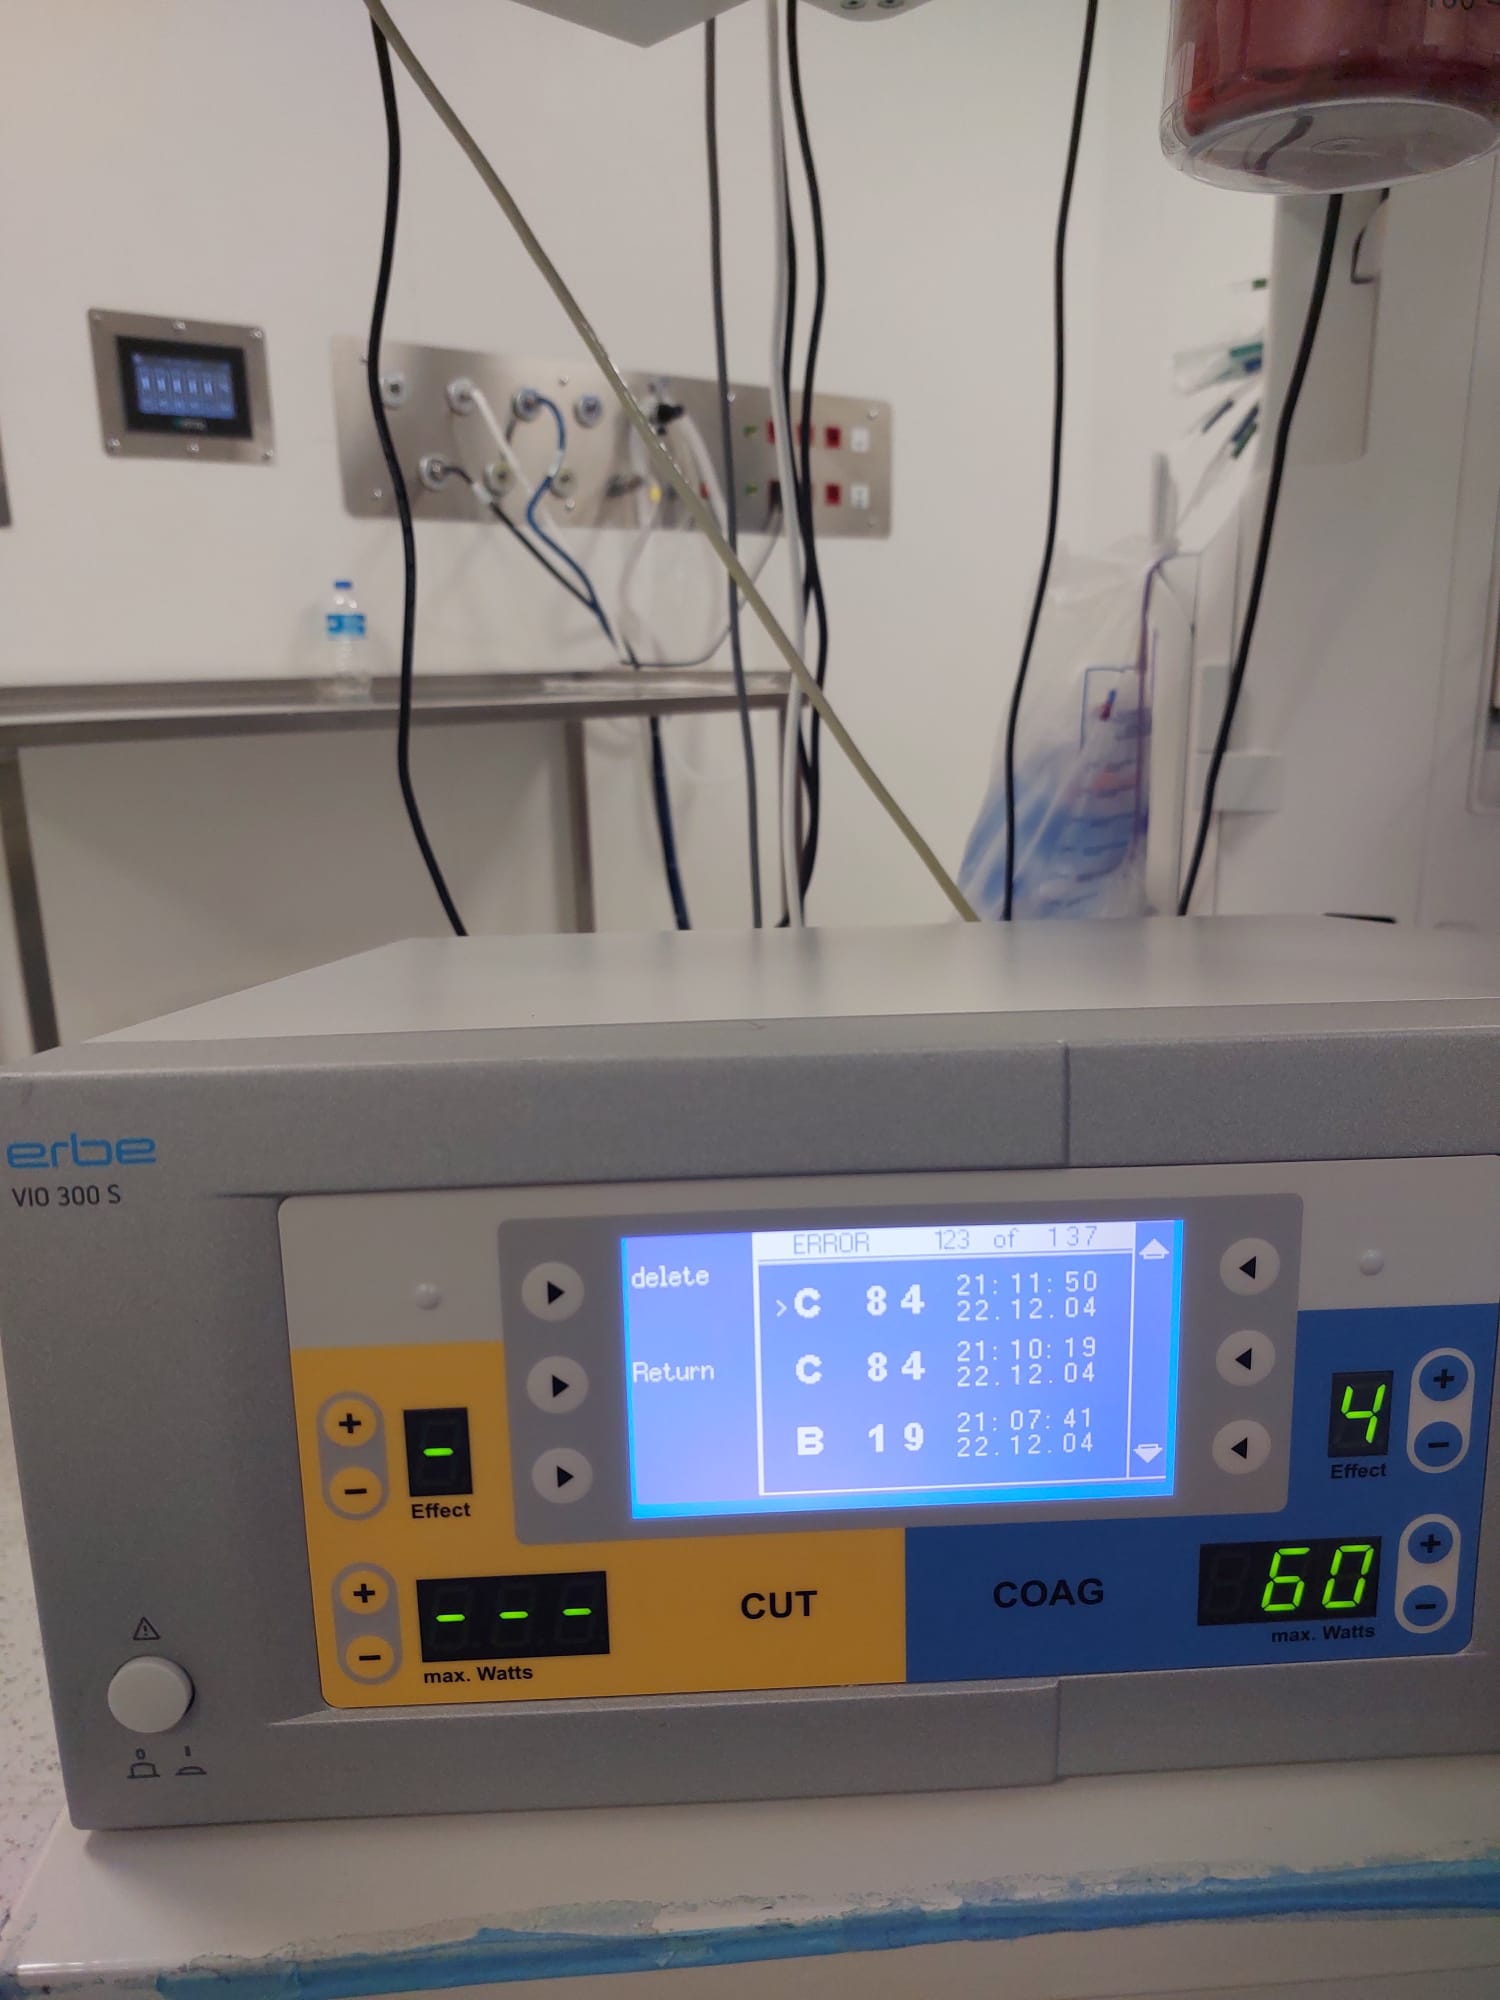 erbe
VIO 300 S
delete
Return
ERROR 123 of 137
>C 84 21:11:50
22.12.04
C 84 21:10:19
22.12.04
B 19 21:07:41
22.12.04
-
Effect
---
max. Watts
CUT
COAG
4
Effect
60
max. Watts